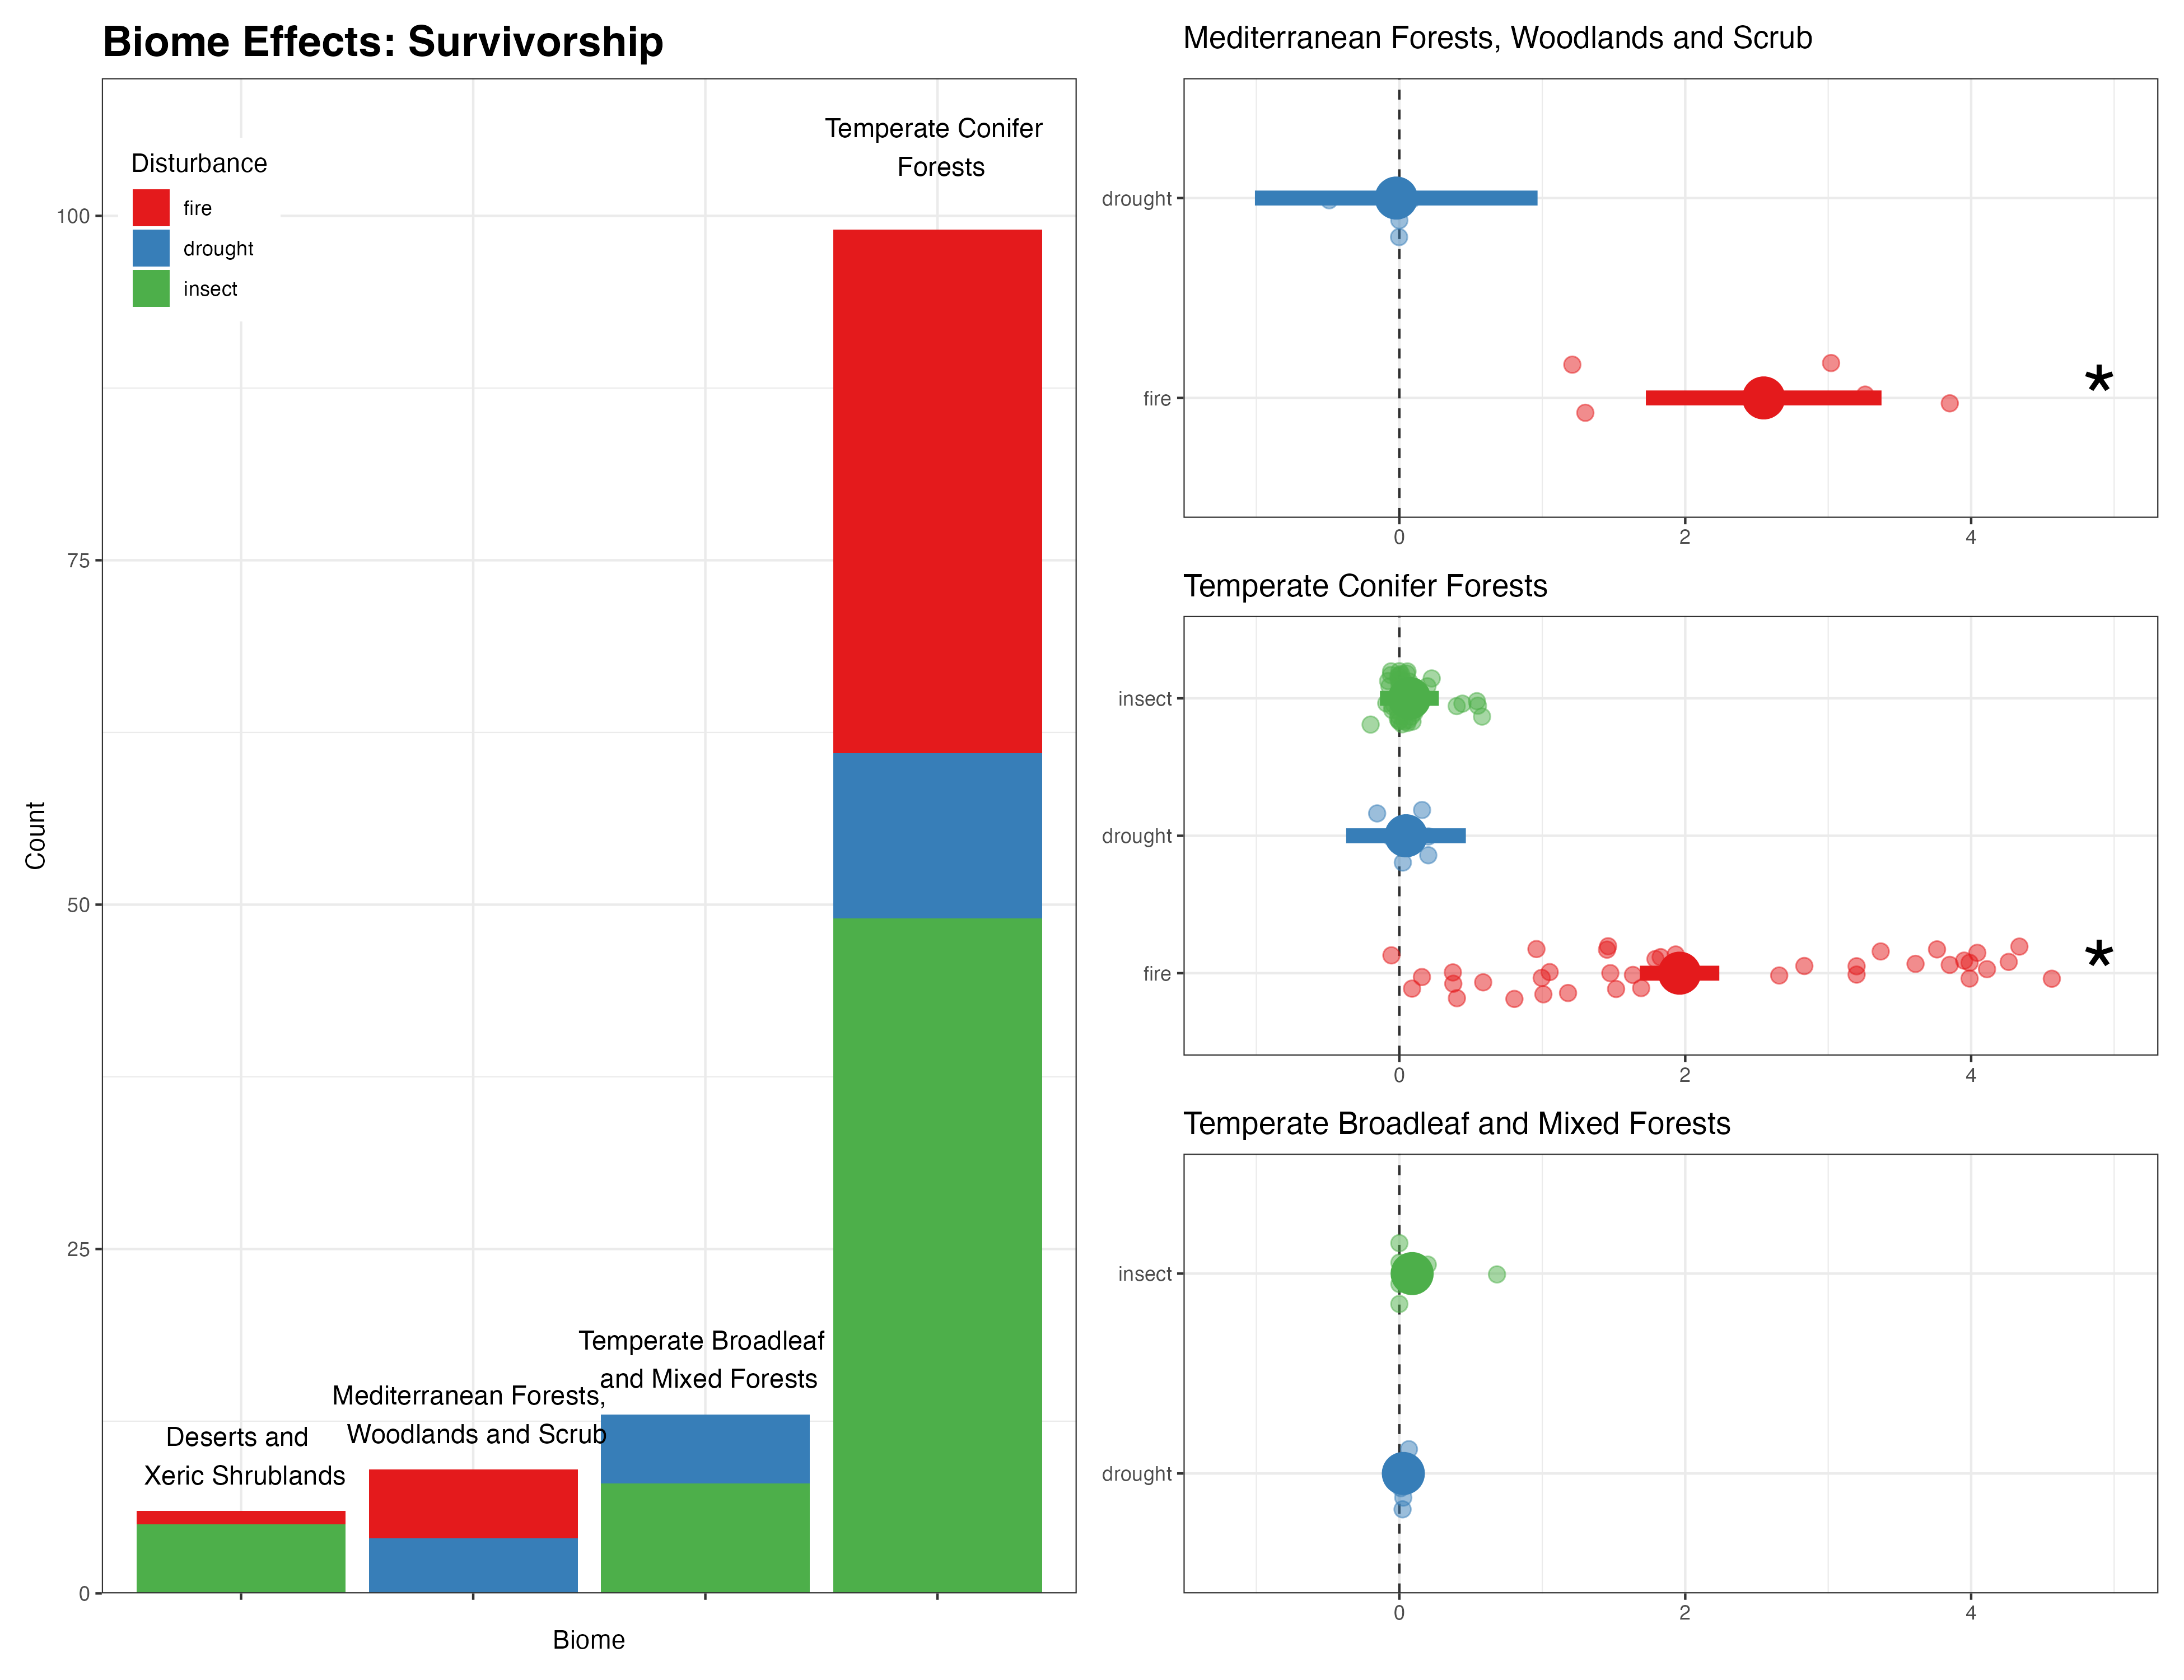 Biome Effects: Survivorship
Disturbance
fire
drought
insect
Temperate Conifer
Forests
Temperate Broadleaf
and Mixed Forests
Mediterranean Forests,
Woodlands and Scrub
Deserts and
Xeric Shrublands
100
75
50
25
0
Count
Biome
Mediterranean Forests, Woodlands and Scrub
drought
fire
*
0 2 4
Temperate Conifer Forests
insect
drought
fire
*
0 2 4
Temperate Broadleaf and Mixed Forests
insect
drought
0 2 4